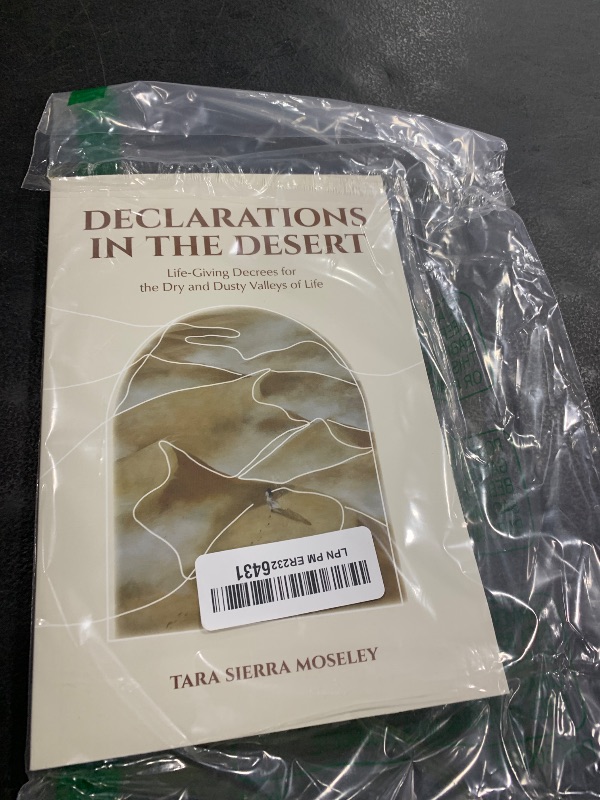 DECLARATIONS
IN THE DESERT
Life-Giving Decrees for
the Dry and Dusty Valleys of Life
LPN PM ER2326431
TARA SIERRA MOSELEY